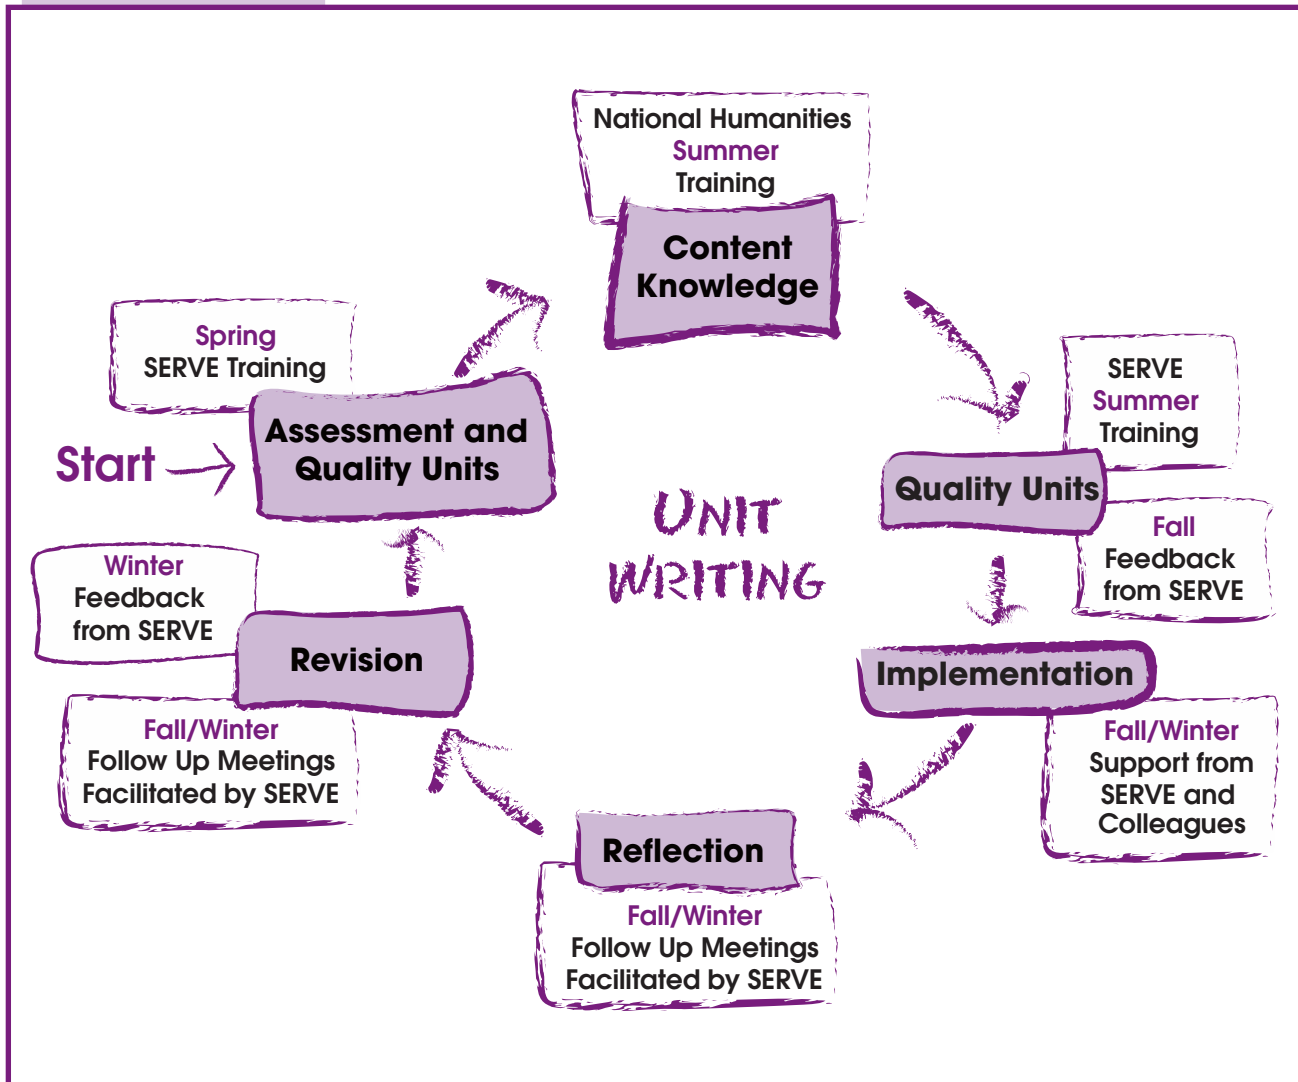 National Humanities
Summer
Training
Content
Knowledge
Spring
SERVE Training
Assessment and
Quality Units
Start
SERVE
Summer
Training
Quality Units
Fall
Feedback
from SERVE
UNIT
WRITING
Winter
Feedback
from SERVE
Revision
Fall/Winter
Follow Up Meetings
Facilitated by SERVE
Implementation
Fall/Winter
Support from
SERVE and
Colleagues
Reflection
Fall/Winter
Follow Up Meetings
Facilitated by SERVE